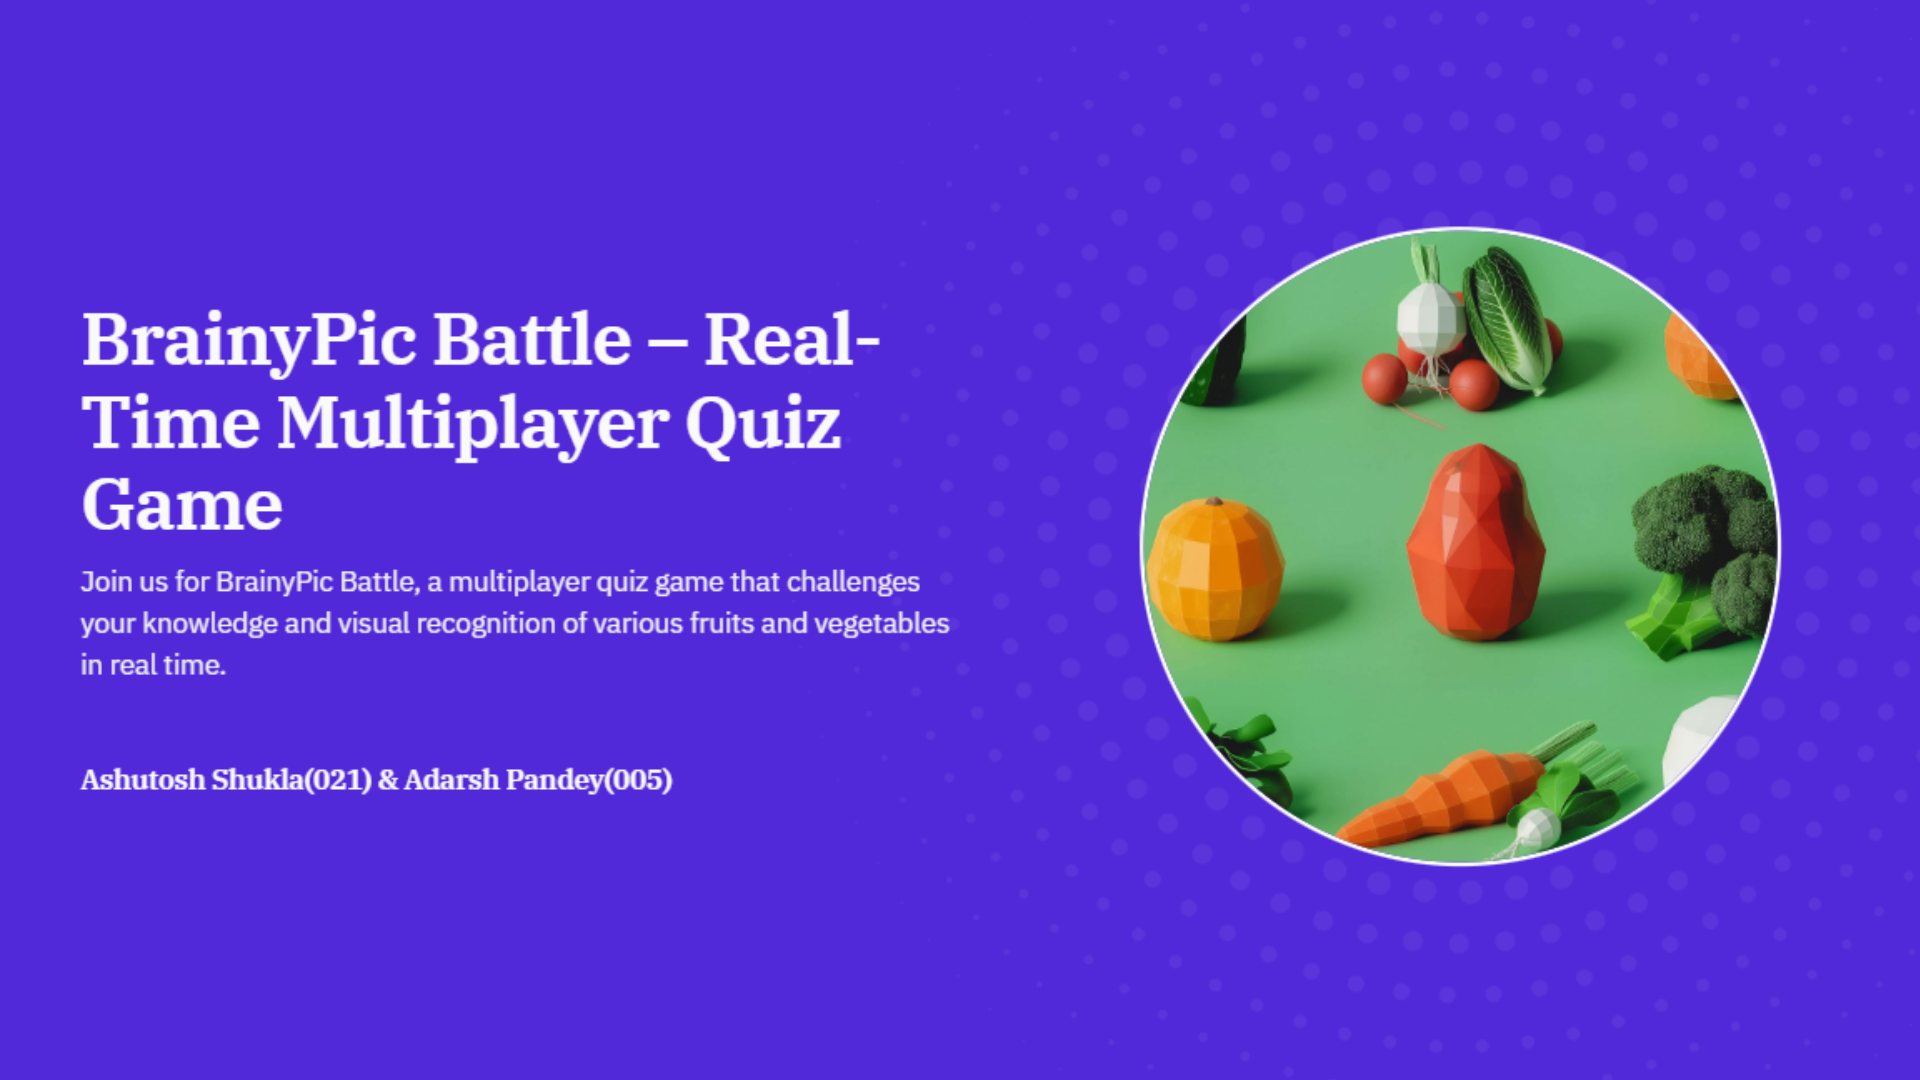 BrainyPic Battle – Real-
Time Multiplayer Quiz
Game
Join us for BrainyPic Battle, a multiplayer quiz game that challenges
your knowledge and visual recognition of various fruits and vegetables
in real time.
Ashutosh Shukla(021) & Adarsh Pandey(005)